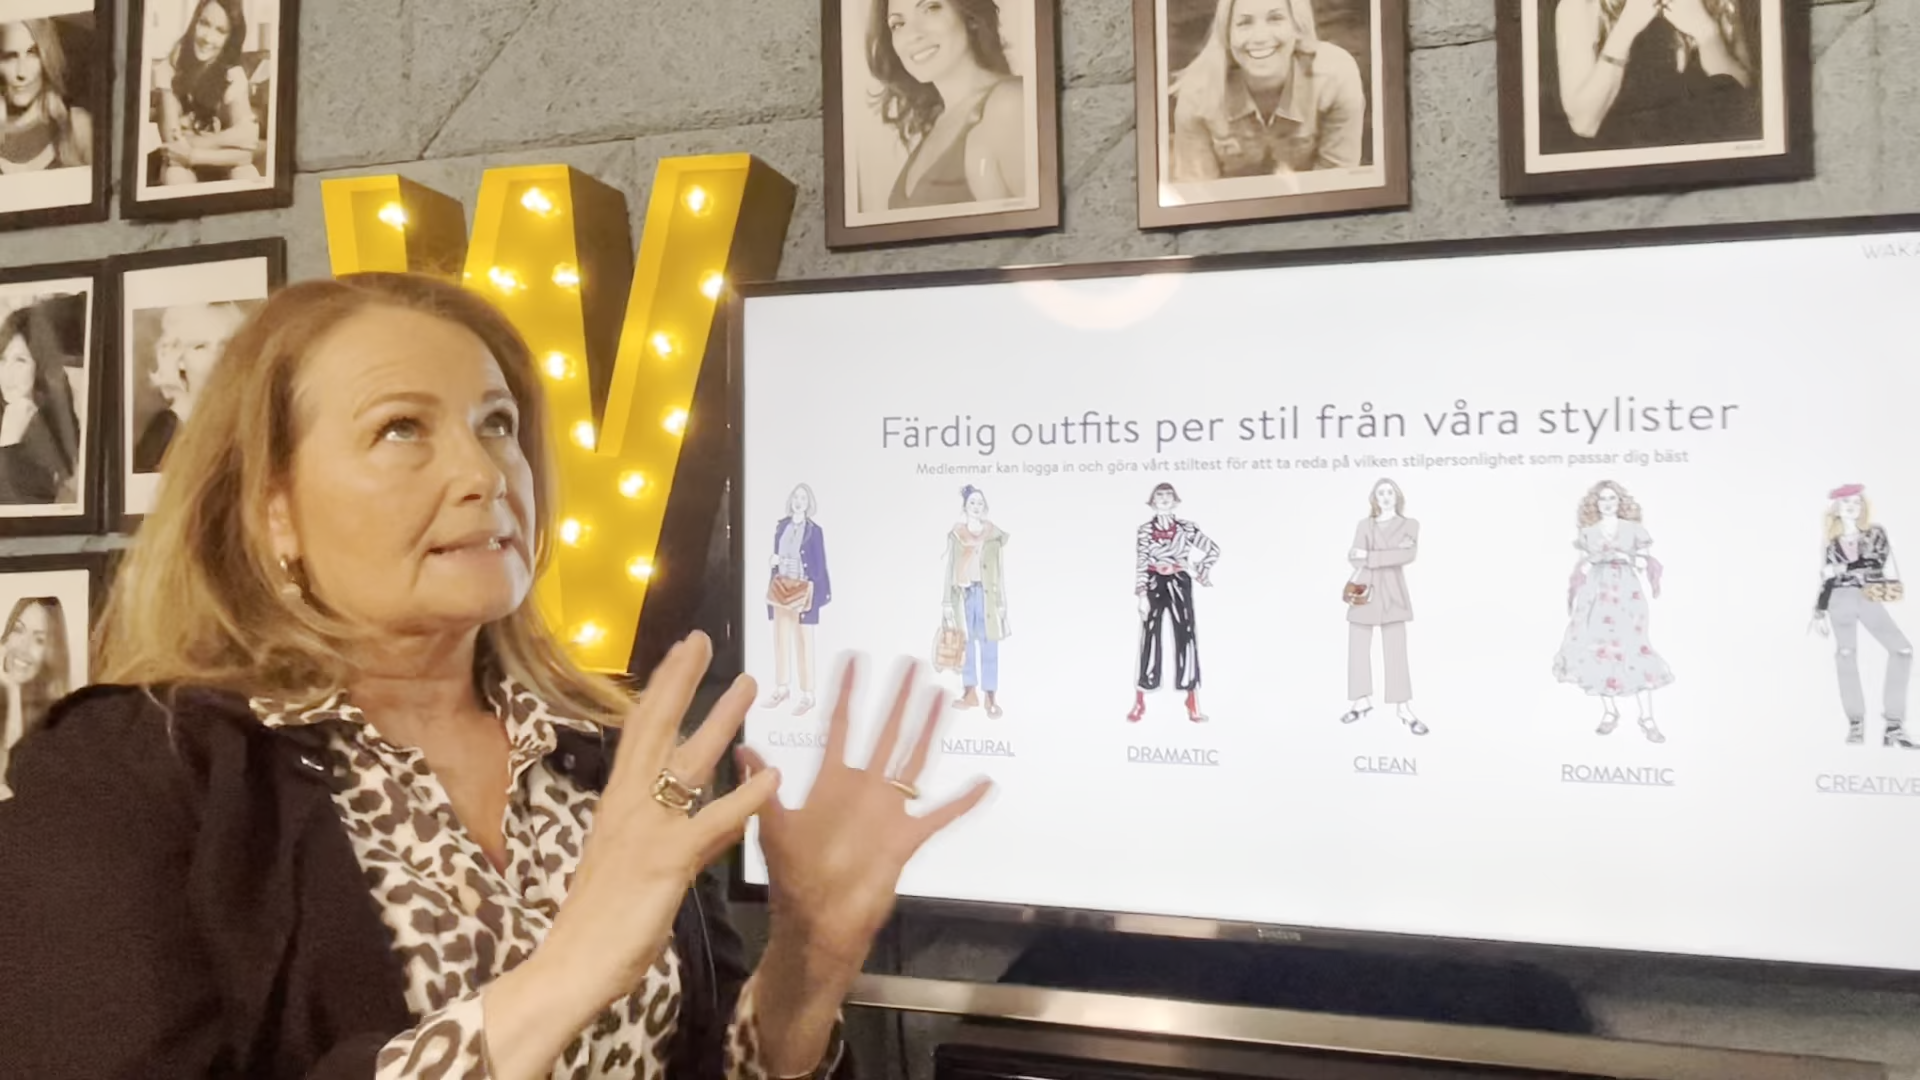 W
WAKA
Färdig outfits per stil från våra stylister
Medlemmar kan logga in och göra vårt stiltest för att ta reda på vilken stilpersonlighet som passar dig bäst
CLASSIC
NATURAL
DRAMATIC
CLEAN
ROMANTIC
CREATIVE